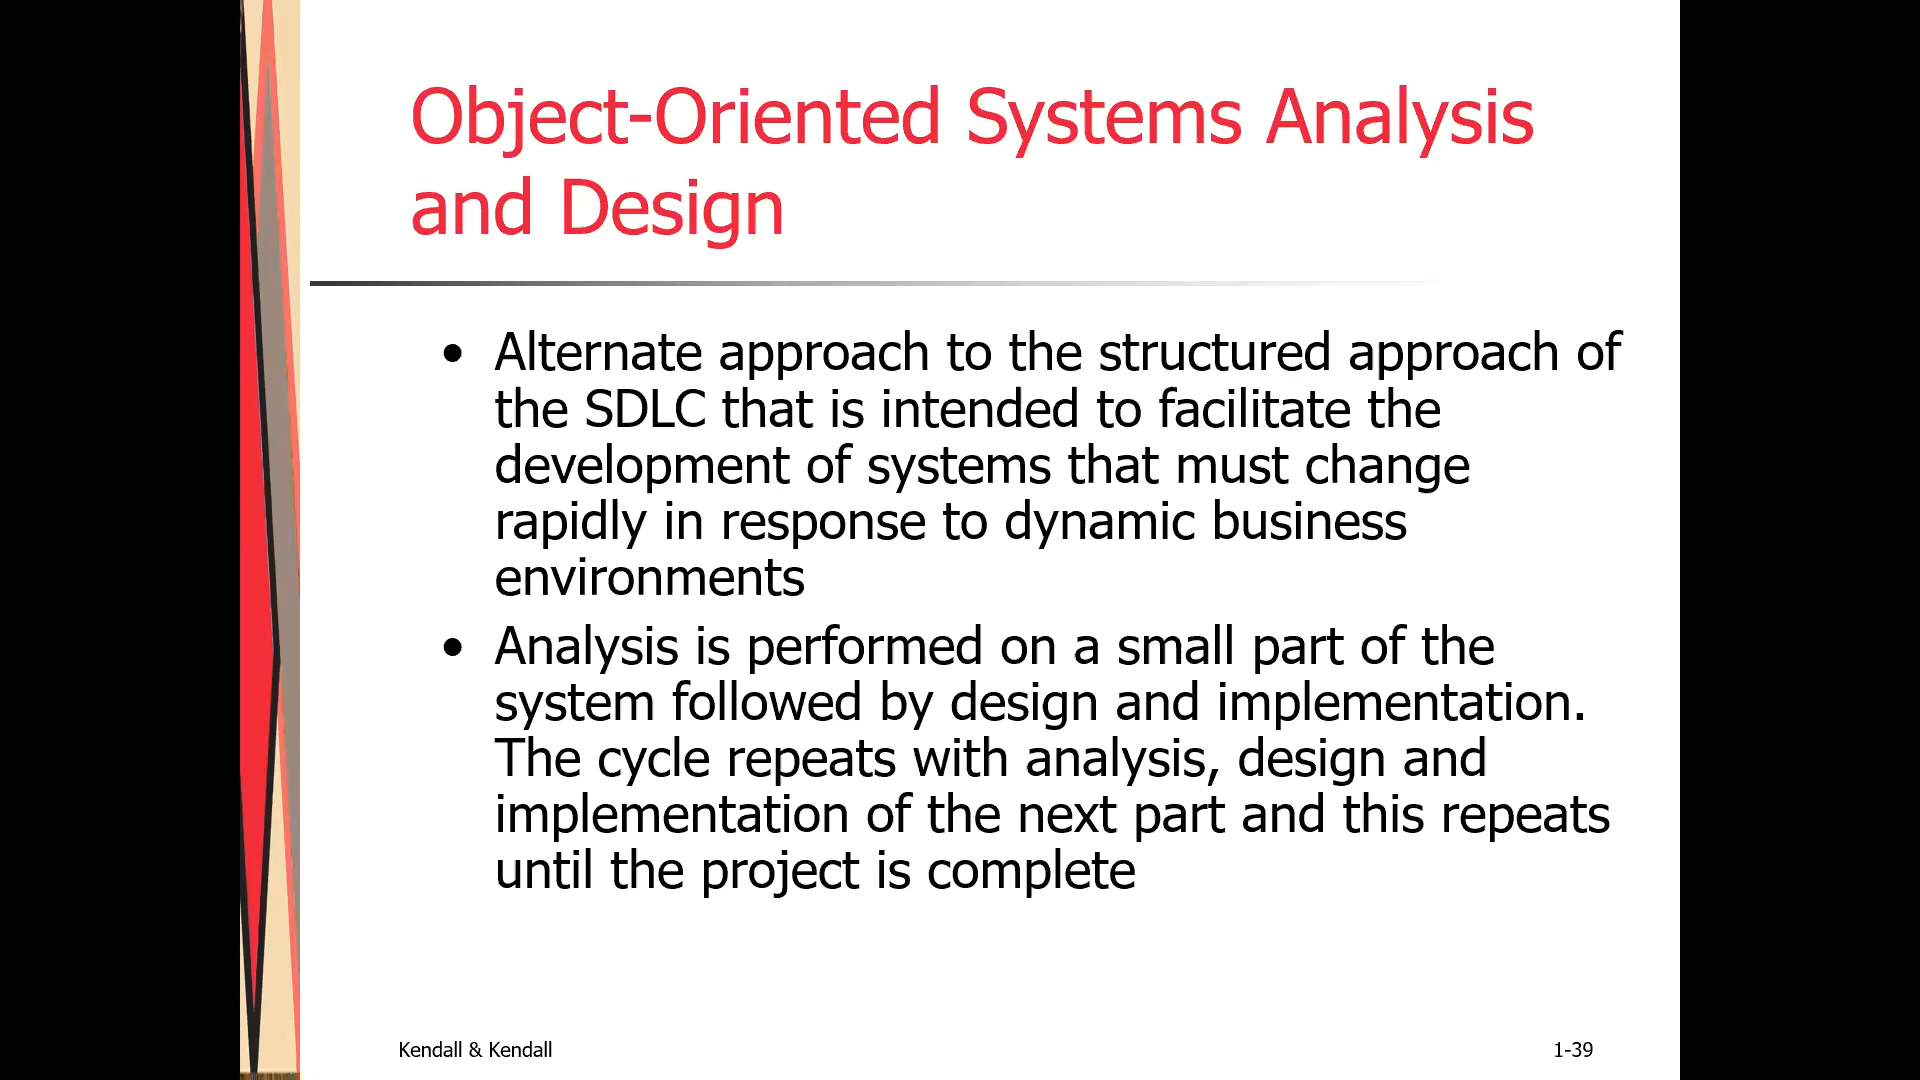 Object-Oriented Systems Analysis
and Design
• Alternate approach to the structured approach of
the SDLC that is intended to facilitate the
development of systems that must change
rapidly in response to dynamic business
environments
• Analysis is performed on a small part of the
system followed by design and implementation.
The cycle repeats with analysis, design and
implementation of the next part and this repeats
until the project is complete
Kendall & Kendall
1-39